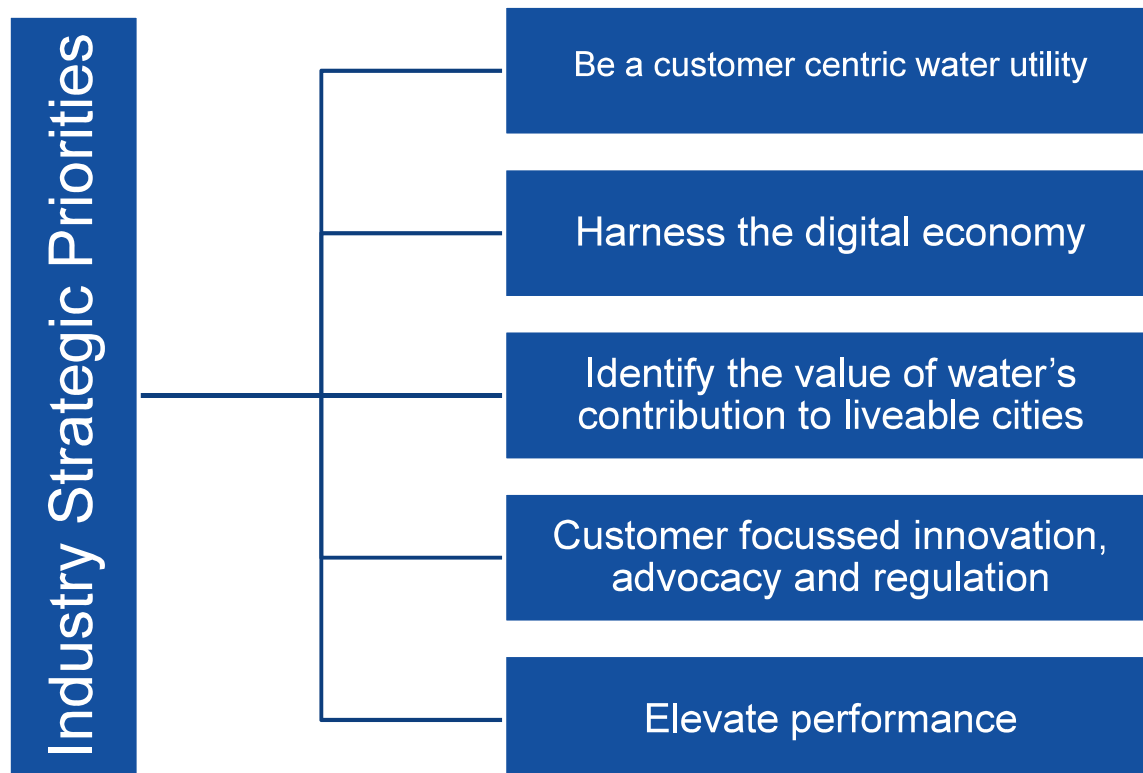 Industry Strategic Priorities
Be a customer centric water utility
Harness the digital economy
Identify the value of water’s
contribution to liveable cities
Customer focussed innovation,
advocacy and regulation
Elevate performance